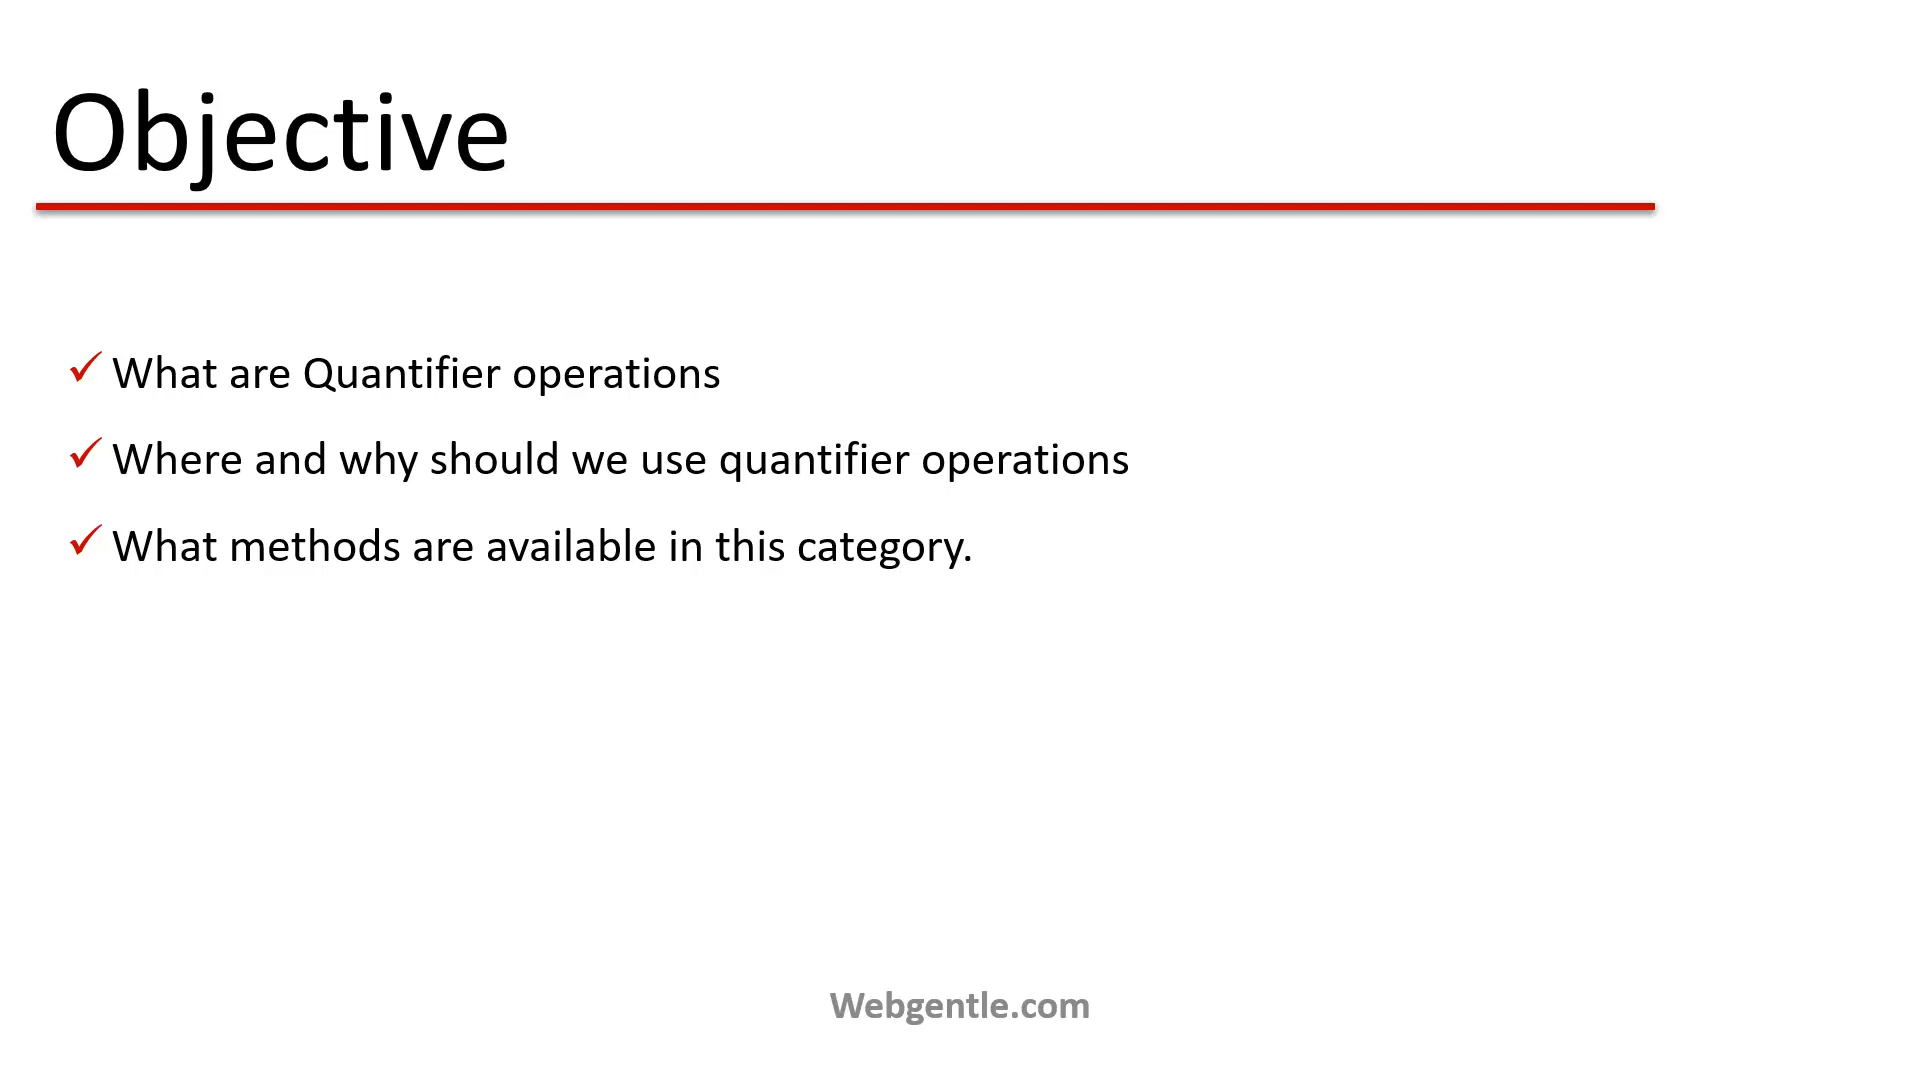 Objective
What are Quantifier operations
Where and why should we use quantifier operations
What methods are available in this category.
Webgentle.com